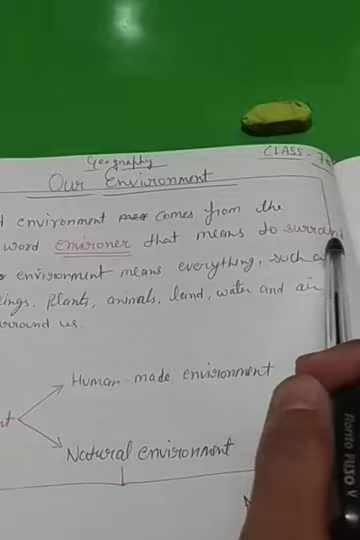 Geography
CLASS - 7
Our Environment
environment comes from the
word environer that means to surround
environment means everything, such a
ings, Plants, animals, land, water and air
rround us.
Human-made environment
Natural environment